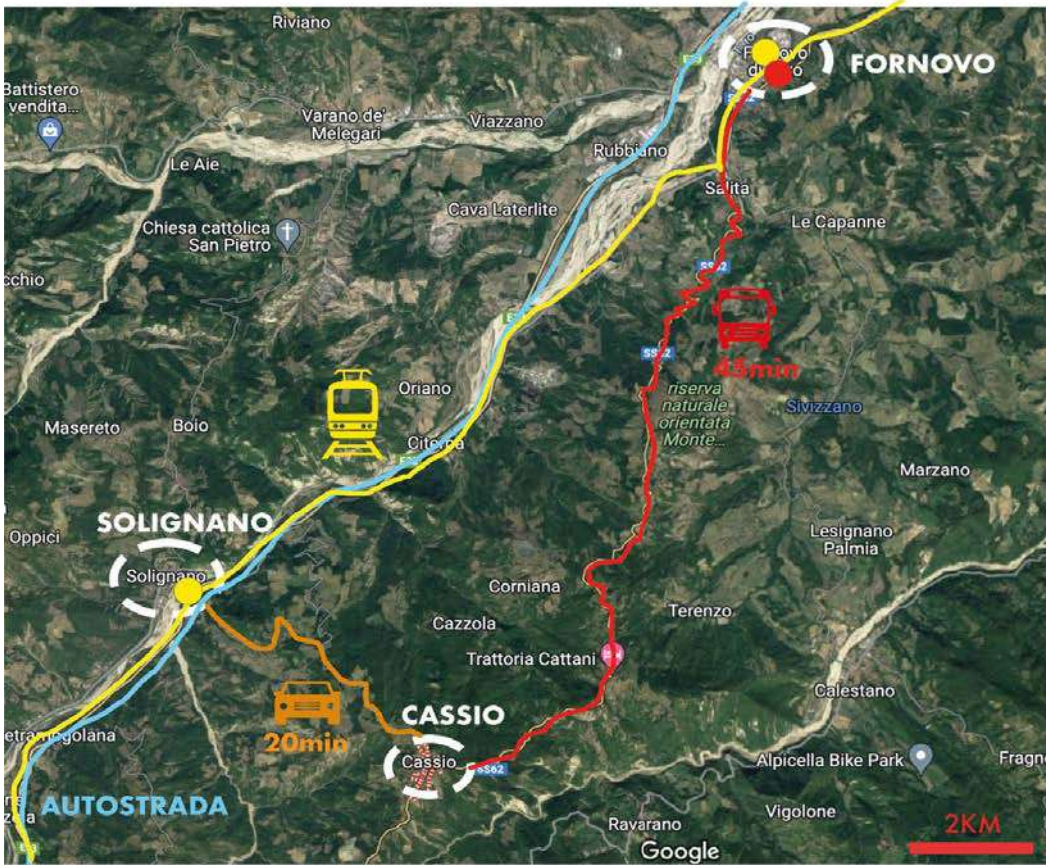 Riviano
Battistero
vendita...
Varano de'
Melegari
Viazzano
FORNOVO
Le Aie
Rubbiano
Salita
Chiesa cattolica
San Pietro
Cava Laterlite
Le Capanne
cchio
SS62
45min
Oriano
riserva
naturale
orientata
Monte...
Sivizzano
Masereto
Boio
Citerna
Marzano
SOLIGNANO
Oppici
Lesignano
Palmia
Solignano
Corniana
Terenzo
Cazzola
Trattoria Cattani
Calestano
CASSIO
20min
etramogolana
Cassio
SS62
Alpicella Bike Park
Fragn
AUTOSTRADA
Vigolone
2KM
Ravarano
Google